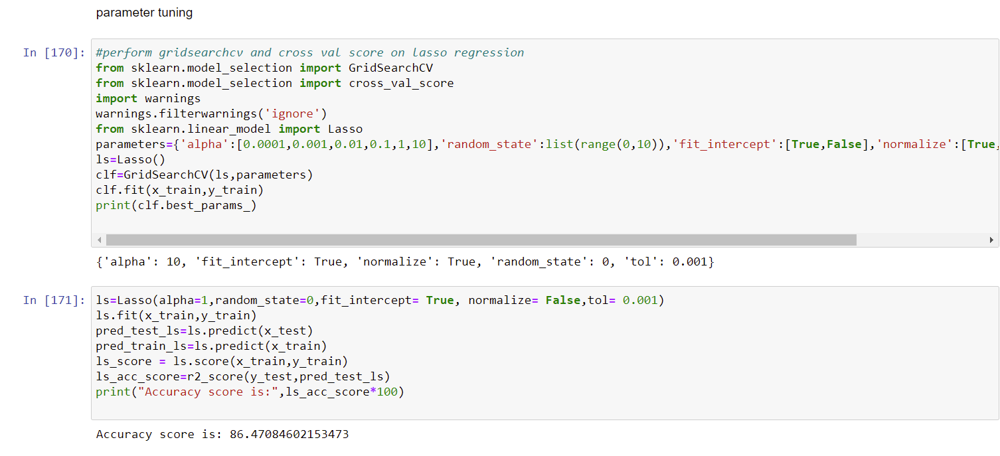 parameter tuning
In [170]:
#perform gridsearchcv and cross val score on lasso regression
from sklearn.model_selection import GridSearchCV
from sklearn.model_selection import cross_val_score
import warnings
warnings.filterwarnings('ignore')
from sklearn.linear_model import Lasso
parameters={'alpha':[0.0001,0.001,0.01,0.1,1,10],'random_state':list(range(0,10)),'fit_intercept':[True,False],'normalize':[True,
ls=Lasso()
clf=GridSearchCV(ls,parameters)
clf.fit(x_train,y_train)
print(clf.best_params_)
{'alpha': 10, 'fit_intercept': True, 'normalize': True, 'random_state': 0, 'tol': 0.001}
In [171]:
ls=Lasso(alpha=1,random_state=0,fit_intercept= True, normalize= False,tol= 0.001)
ls.fit(x_train,y_train)
pred_test_ls=ls.predict(x_test)
pred_train_ls=ls.predict(x_train)
ls_score = ls.score(x_train,y_train)
ls_acc_score=r2_score(y_test,pred_test_ls)
print("Accuracy score is:",ls_acc_score*100)
Accuracy score is: 86.47084602153473